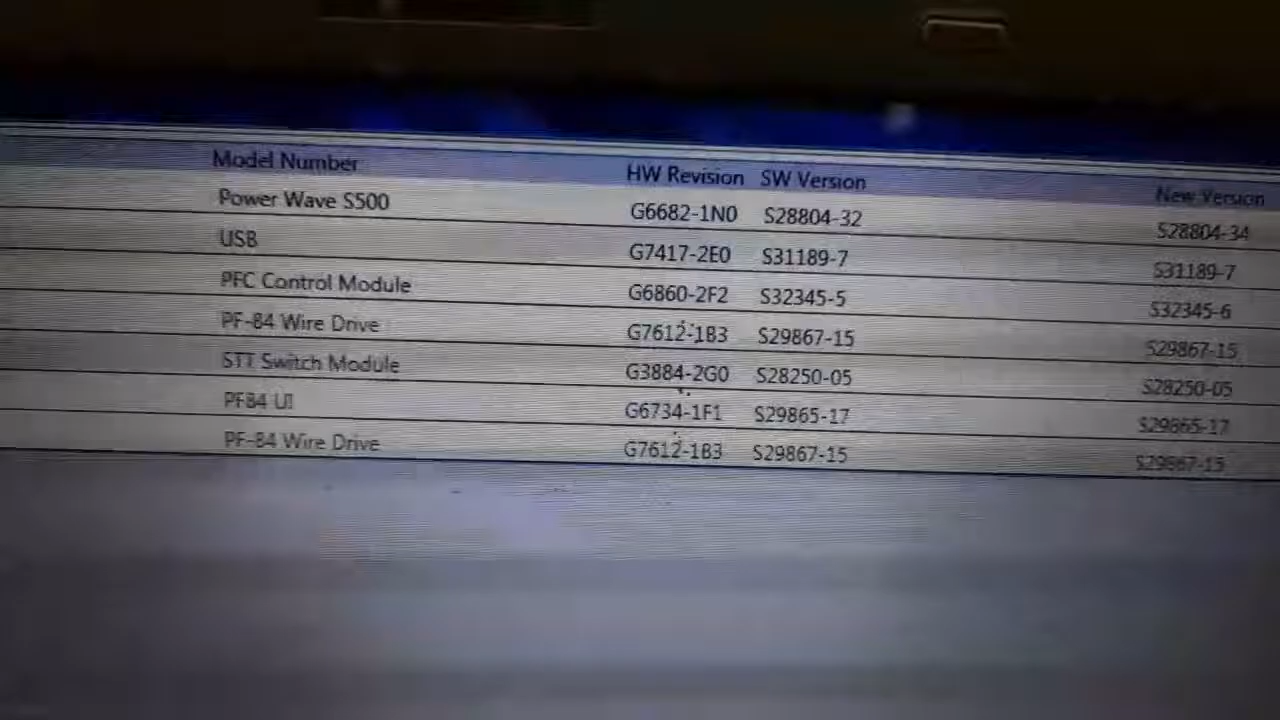 Model Number HW Revision SW Version New Version
Power Wave S500 G6682-1N0 S28804-32 S28804-34
USB G7417-2E0 S31189-7 S31189-7
PFC Control Module G6860-2F2 S32345-5 S32345-6
PF-84 Wire Drive G7612-1B3 S29867-15 S29867-15
STT Switch Module G3884-2G0 S28250-05 S28250-05
PF84 UI G6734-1F1 S29865-17 S29865-17
PF-84 Wire Drive G7612-1B3 S29867-15 S29867-15